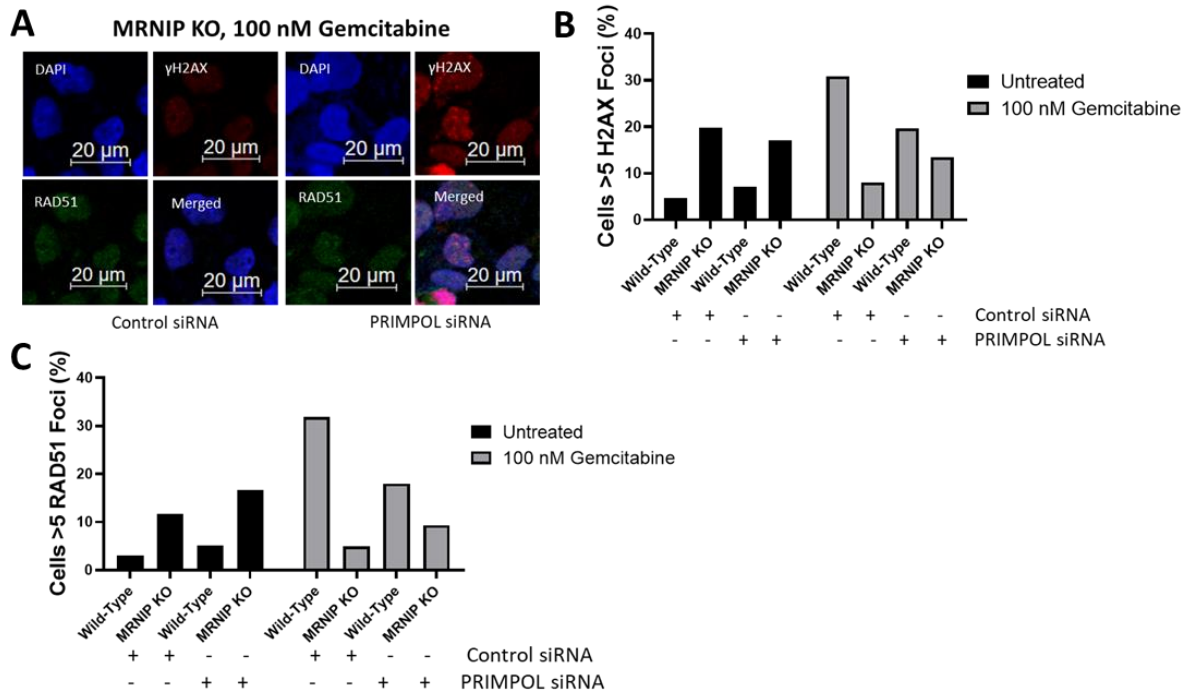 A
MRNIP KO, 100 nM Gemcitabine
DAPI
γH2AX
DAPI
γH2AX
20 µm
20 µm
20 µm
20 µm
RAD51
Merged
RAD51
Merged
20 µm
20 µm
20 µm
20 µm
Control siRNA
PRIMPOL siRNA
B
Cells >5 H2AX Foci (%)
40
30
20
10
0
Untreated
100 nM Gemcitabine
Wild-Type
MRNIP KO
Wild-Type
MRNIP KO
Wild-Type
MRNIP KO
Wild-Type
MRNIP KO
+ + - - + + - - Control siRNA
- - + + - - + + PRIMPOL siRNA
C
Cells >5 RAD51 Foci (%)
40
30
20
10
0
Untreated
100 nM Gemcitabine
Wild-Type
MRNIP KO
Wild-Type
MRNIP KO
Wild-Type
MRNIP KO
Wild-Type
MRNIP KO
+ + - - + + - - Control siRNA
- - + + - - + + PRIMPOL siRNA